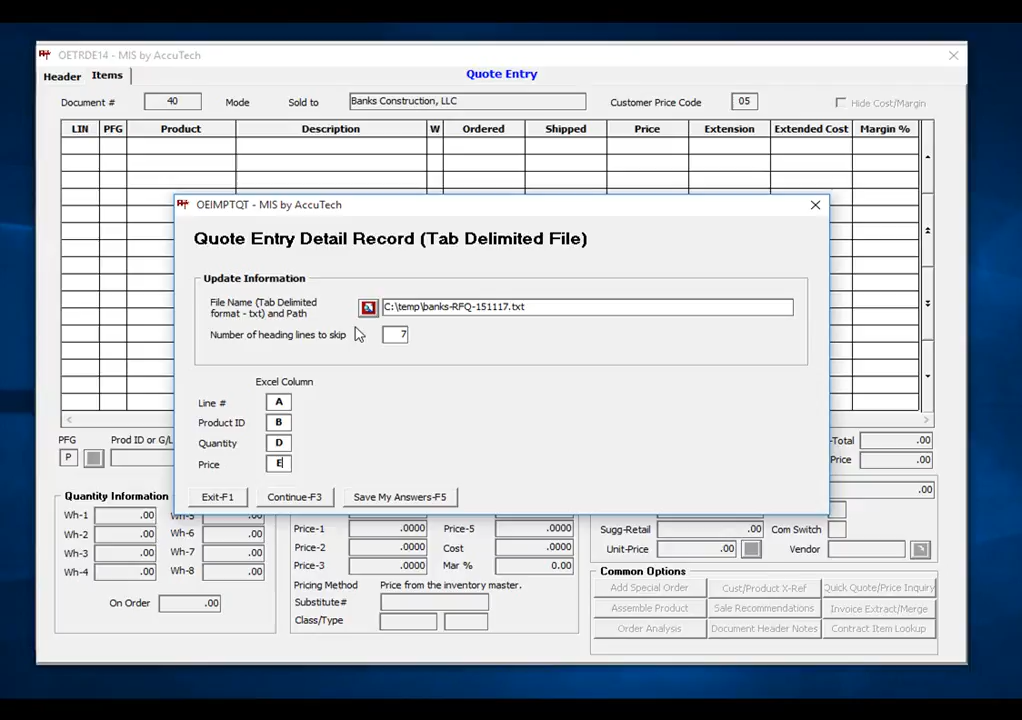 OETRDE14 - MIS by AccuTech
Header Items Quote Entry
Document # 40 Mode Sold to Banks Construction, LLC Customer Price Code 05 Hide Cost/Margin
LIN PFG Product Description W Ordered Shipped Price Extension Extended Cost Margin %
OEIMPTQT - MIS by AccuTech
Quote Entry Detail Record (Tab Delimited File)
Update Information
File Name (Tab Delimited
format - txt) and Path C:\temp\banks-RFQ-151117.txt
Number of heading lines to skip 7
Excel Column
Line # A
Product ID B
Quantity D
Price E
Exit-F1 Continue-F3 Save My Answers-F5
PFG Prod ID or G/L -Total .00
P Price .00
.00
Quantity Information
Wh-1 .00 Wh-5 .00
Wh-2 .00 Wh-6 .00
Wh-3 .00 Wh-7 .00
Wh-4 .00 Wh-8 .00
On Order .00
Price-1 .0000 Price-5 .0000
Price-2 .0000 Cost .0000
Price-3 .0000 Mar % 0.00
Pricing Method Price from the inventory master.
Substitute#
Class/Type
Sugg-Retail .00 Com Switch
Unit-Price .00 Vendor
Common Options
Add Special Order Cust/Product X-Ref Quick Quote/Price Inquiry
Assemble Product Sale Recommendations Invoice Extract/Merge
Order Analysis Document Header Notes Contract Item Lookup